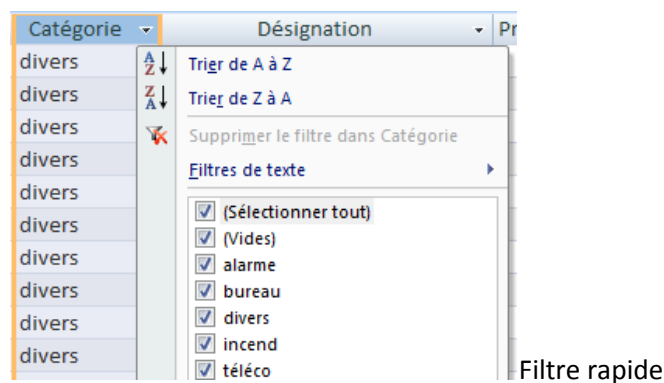 Catégorie Désignation Pr
divers Trier de A à Z
divers Trier de Z à A
divers Supprimer le filtre dans Catégorie
divers Filtres de texte
divers (Sélectionner tout)
divers (Vides)
divers alarme
divers bureau
divers divers
divers incend
téléco Filtre rapide